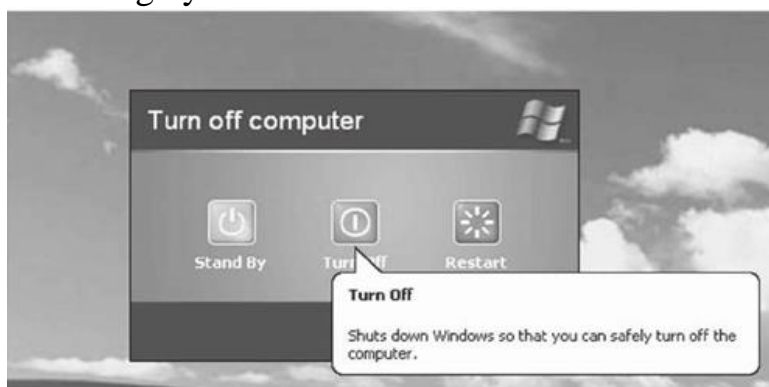 Turn off computer
Stand By
Turn Off
Restart
Turn Off
Shuts down Windows so that you can safely turn off the
computer.